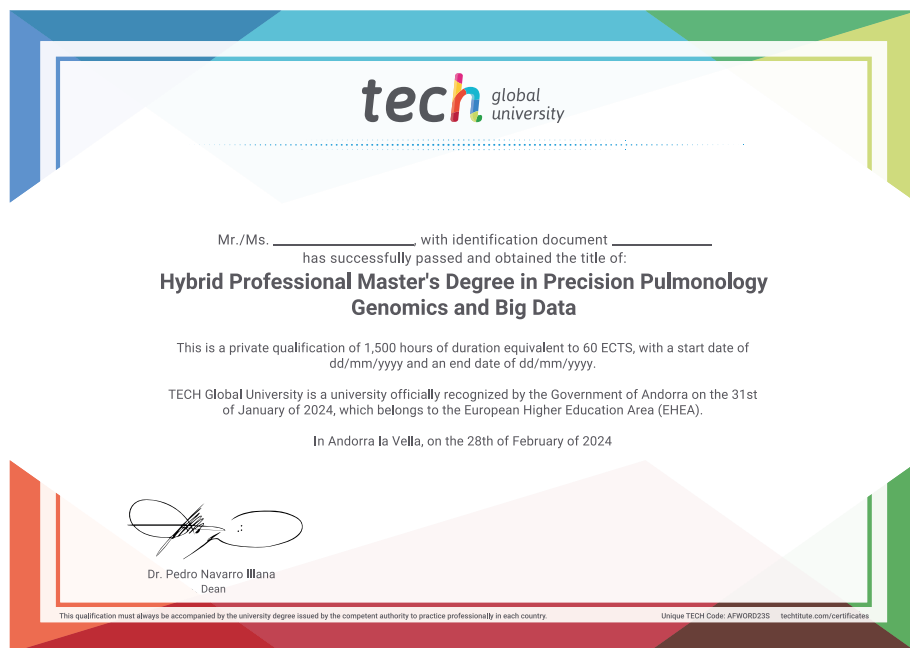 tech global university
Mr./Ms. ____________, with identification document ____________
has successfully passed and obtained the title of:
Hybrid Professional Master's Degree in Precision Pulmonology
Genomics and Big Data
This is a private qualification of 1,500 hours of duration equivalent to 60 ECTS, with a start date of
dd/mm/yyyy and an end date of dd/mm/yyyy.
TECH Global University is a university officially recognized by the Government of Andorra on the 31st
of January of 2024, which belongs to the European Higher Education Area (EHEA).
In Andorra la Vella, on the 28th of February of 2024
Dr. Pedro Navarro Illana
Dean
This qualification must always be accompanied by the university degree issued by the competent authority to practice professionally in each country.
Unique TECH Code: AFWORD23S techtitute.com/certificates